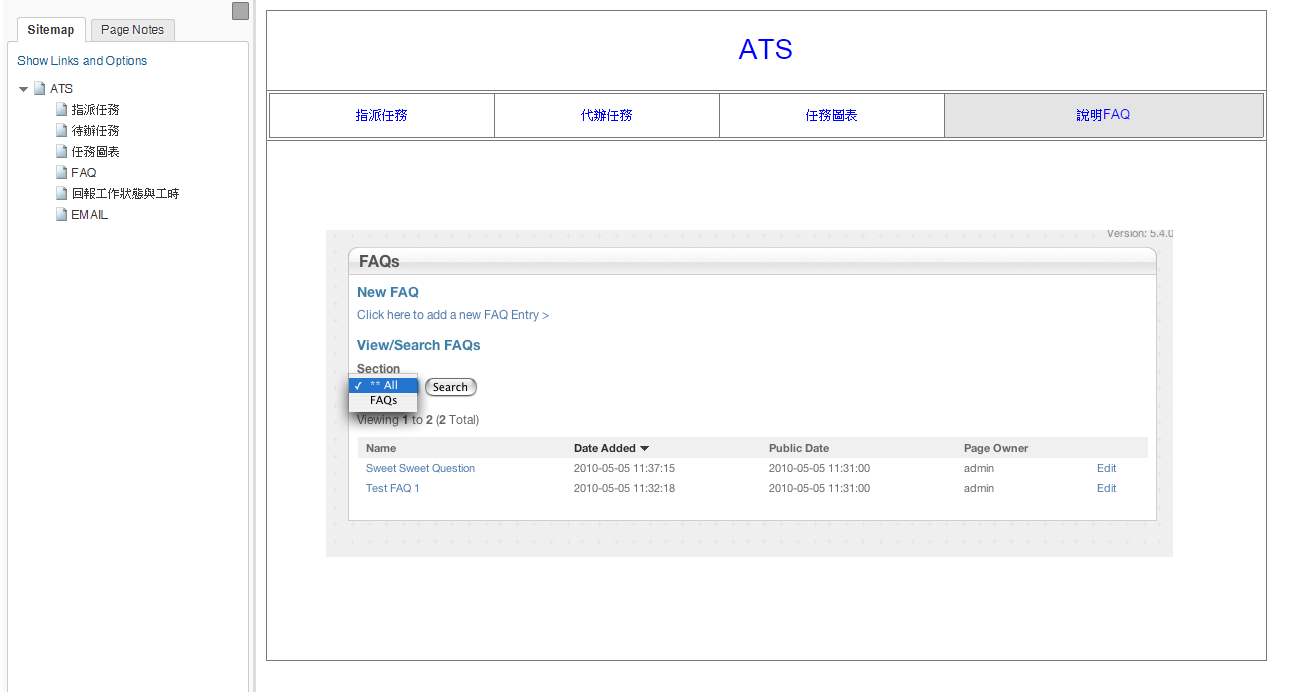 Sitemap
Page Notes
Show Links and Options
ATS
指派任務
待辦任務
任務圖表
FAQ
回報工作狀態與工時
EMAIL
ATS
指派任務
代辦任務
任務圖表
說明FAQ
Version: 5.4.0
FAQs
New FAQ
Click here to add a new FAQ Entry >
View/Search FAQs
Section
✓ ** All
FAQs
Search
Viewing 1 to 2 (2 Total)
Name Date Added Public Date Page Owner
Sweet Sweet Question 2010-05-05 11:37:15 2010-05-05 11:31:00 admin Edit
Test FAQ 1 2010-05-05 11:32:18 2010-05-05 11:31:00 admin Edit